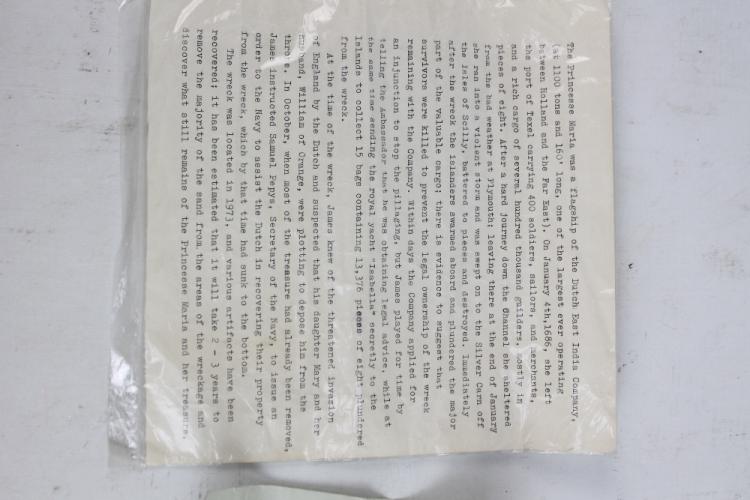 The Princesse Maria was a flagship of the Dutch East India Company,
(at 1100 tons and 160' long, one of the largest ever operating
between Holland and the Far East). On January 4th,1686, she left
the port of Texel carrying 400 soldiers, sailors, and merchants,
and a rich cargo of several hundred thousand guilders, mostly in
pieces of eight. After a hard journey down the Channel she sheltered
from the bad weather at Plymouth, leaving there at the end of January
she ran into a violent storm and was swept on to the Silver Carn off
the Isles of Scilly, battered to pieces and destroyed. Immediately
after the wreck the islanders swarmed aboard and plundered the major
part of the valuable cargo; there is evidence to suggest that
survivors were killed to prevent the legal ownership of the wreck
remaining with the Company. Within days the Company applied for
an injunction to stop the pillaging, but James played for time by
telling the Ambassador that he was obtaining legal advice, while at
the same time sending the royal yacht "Isabella" secretly to the
Islands to collect 15 bags containing 13,376 pieces of eight plundered
from the wreck.
At the time of the wreck, James knew of the threatened invasion
of England by the Dutch and suspected that his daughter Mary and her
husband, William of Orange, were plotting to depose him from the
throne. In October, when most of the treasure had already been removed,
James instructed Samuel Pepys, Secretary of the Navy, to issue an
order to the Navy to assist the Dutch in recovering their property
from the wreck, which by that time had sunk to the bottom.
The wreck was located in 1973, and various artifacts have been
recovered; it has been estimated that it will take 2 - 3 years to
remove the majority of the sand from the areas of the wreckage and
discover what still remains of the Princesse Maria and her treasure.